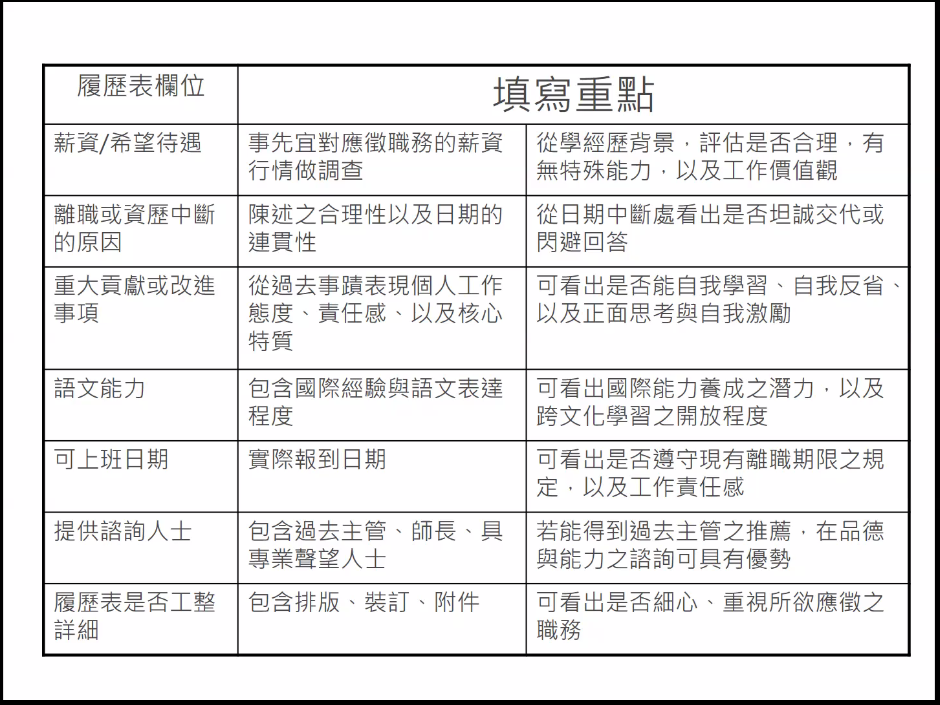 履歷表欄位
填寫重點
薪資/希望待遇
事先宜對應徵職務的薪資
行情做調查
從學經歷背景，評估是否合理，有
無特殊能力，以及工作價值觀
離職或資歷中斷
的原因
陳述之合理性以及日期的
連貫性
從日期中斷處看出是否坦誠交代或
閃避回答
重大貢獻或改進
事項
從過去事蹟表現個人工作
態度、責任感、以及核心
特質
可看出是否能自我學習、自我反省、
以及正面思考與自我激勵
語文能力
包含國際經驗與語文表達
程度
可看出國際能力養成之潛力，以及
跨文化學習之開放程度
可上班日期
實際報到日期
可看出是否遵守現有離職期限之規
定，以及工作責任感
提供諮詢人士
包含過去主管、師長、具
專業聲望人士
若能得到過去主管之推薦，在品德
與能力之諮詢可具有優勢
履歷表是否工整
詳細
包含排版、裝訂、附件
可看出是否細心、重視所欲應徵之
職務